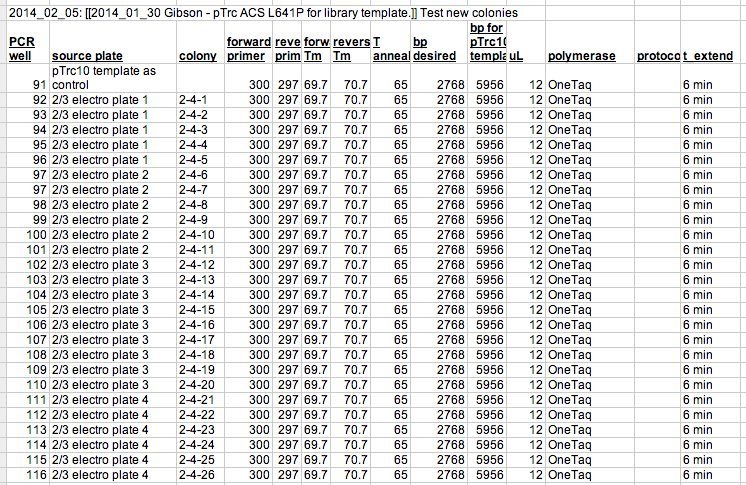 2014_02_05: [[2014_01_30 Gibson - pTrc ACS L641P for library template.]] Test new colonies
PCR well source plate colony forward primer reve prim forw Tm revers Tm T anneal bp desired bp for pTrc10 templa uL polymerase protoco t_extend
91 pTrc10 template as control 300 297 69.7 70.7 65 2768 5956 12 OneTaq 6 min
92 2/3 electro plate 1 2-4-1 300 297 69.7 70.7 65 2768 5956 12 OneTaq 6 min
93 2/3 electro plate 1 2-4-2 300 297 69.7 70.7 65 2768 5956 12 OneTaq 6 min
94 2/3 electro plate 1 2-4-3 300 297 69.7 70.7 65 2768 5956 12 OneTaq 6 min
95 2/3 electro plate 1 2-4-4 300 297 69.7 70.7 65 2768 5956 12 OneTaq 6 min
96 2/3 electro plate 1 2-4-5 300 297 69.7 70.7 65 2768 5956 12 OneTaq 6 min
97 2/3 electro plate 2 2-4-6 300 297 69.7 70.7 65 2768 5956 12 OneTaq 6 min
97 2/3 electro plate 2 2-4-7 300 297 69.7 70.7 65 2768 5956 12 OneTaq 6 min
98 2/3 electro plate 2 2-4-8 300 297 69.7 70.7 65 2768 5956 12 OneTaq 6 min
99 2/3 electro plate 2 2-4-9 300 297 69.7 70.7 65 2768 5956 12 OneTaq 6 min
100 2/3 electro plate 2 2-4-10 300 297 69.7 70.7 65 2768 5956 12 OneTaq 6 min
101 2/3 electro plate 2 2-4-11 300 297 69.7 70.7 65 2768 5956 12 OneTaq 6 min
102 2/3 electro plate 3 2-4-12 300 297 69.7 70.7 65 2768 5956 12 OneTaq 6 min
103 2/3 electro plate 3 2-4-13 300 297 69.7 70.7 65 2768 5956 12 OneTaq 6 min
104 2/3 electro plate 3 2-4-14 300 297 69.7 70.7 65 2768 5956 12 OneTaq 6 min
105 2/3 electro plate 3 2-4-15 300 297 69.7 70.7 65 2768 5956 12 OneTaq 6 min
106 2/3 electro plate 3 2-4-16 300 297 69.7 70.7 65 2768 5956 12 OneTaq 6 min
107 2/3 electro plate 3 2-4-17 300 297 69.7 70.7 65 2768 5956 12 OneTaq 6 min
108 2/3 electro plate 3 2-4-18 300 297 69.7 70.7 65 2768 5956 12 OneTaq 6 min
109 2/3 electro plate 3 2-4-19 300 297 69.7 70.7 65 2768 5956 12 OneTaq 6 min
110 2/3 electro plate 3 2-4-20 300 297 69.7 70.7 65 2768 5956 12 OneTaq 6 min
111 2/3 electro plate 4 2-4-21 300 297 69.7 70.7 65 2768 5956 12 OneTaq 6 min
112 2/3 electro plate 4 2-4-22 300 297 69.7 70.7 65 2768 5956 12 OneTaq 6 min
113 2/3 electro plate 4 2-4-23 300 297 69.7 70.7 65 2768 5956 12 OneTaq 6 min
114 2/3 electro plate 4 2-4-24 300 297 69.7 70.7 65 2768 5956 12 OneTaq 6 min
115 2/3 electro plate 4 2-4-25 300 297 69.7 70.7 65 2768 5956 12 OneTaq 6 min
116 2/3 electro plate 4 2-4-26 300 297 69.7 70.7 65 2768 5956 12 OneTaq 6 min